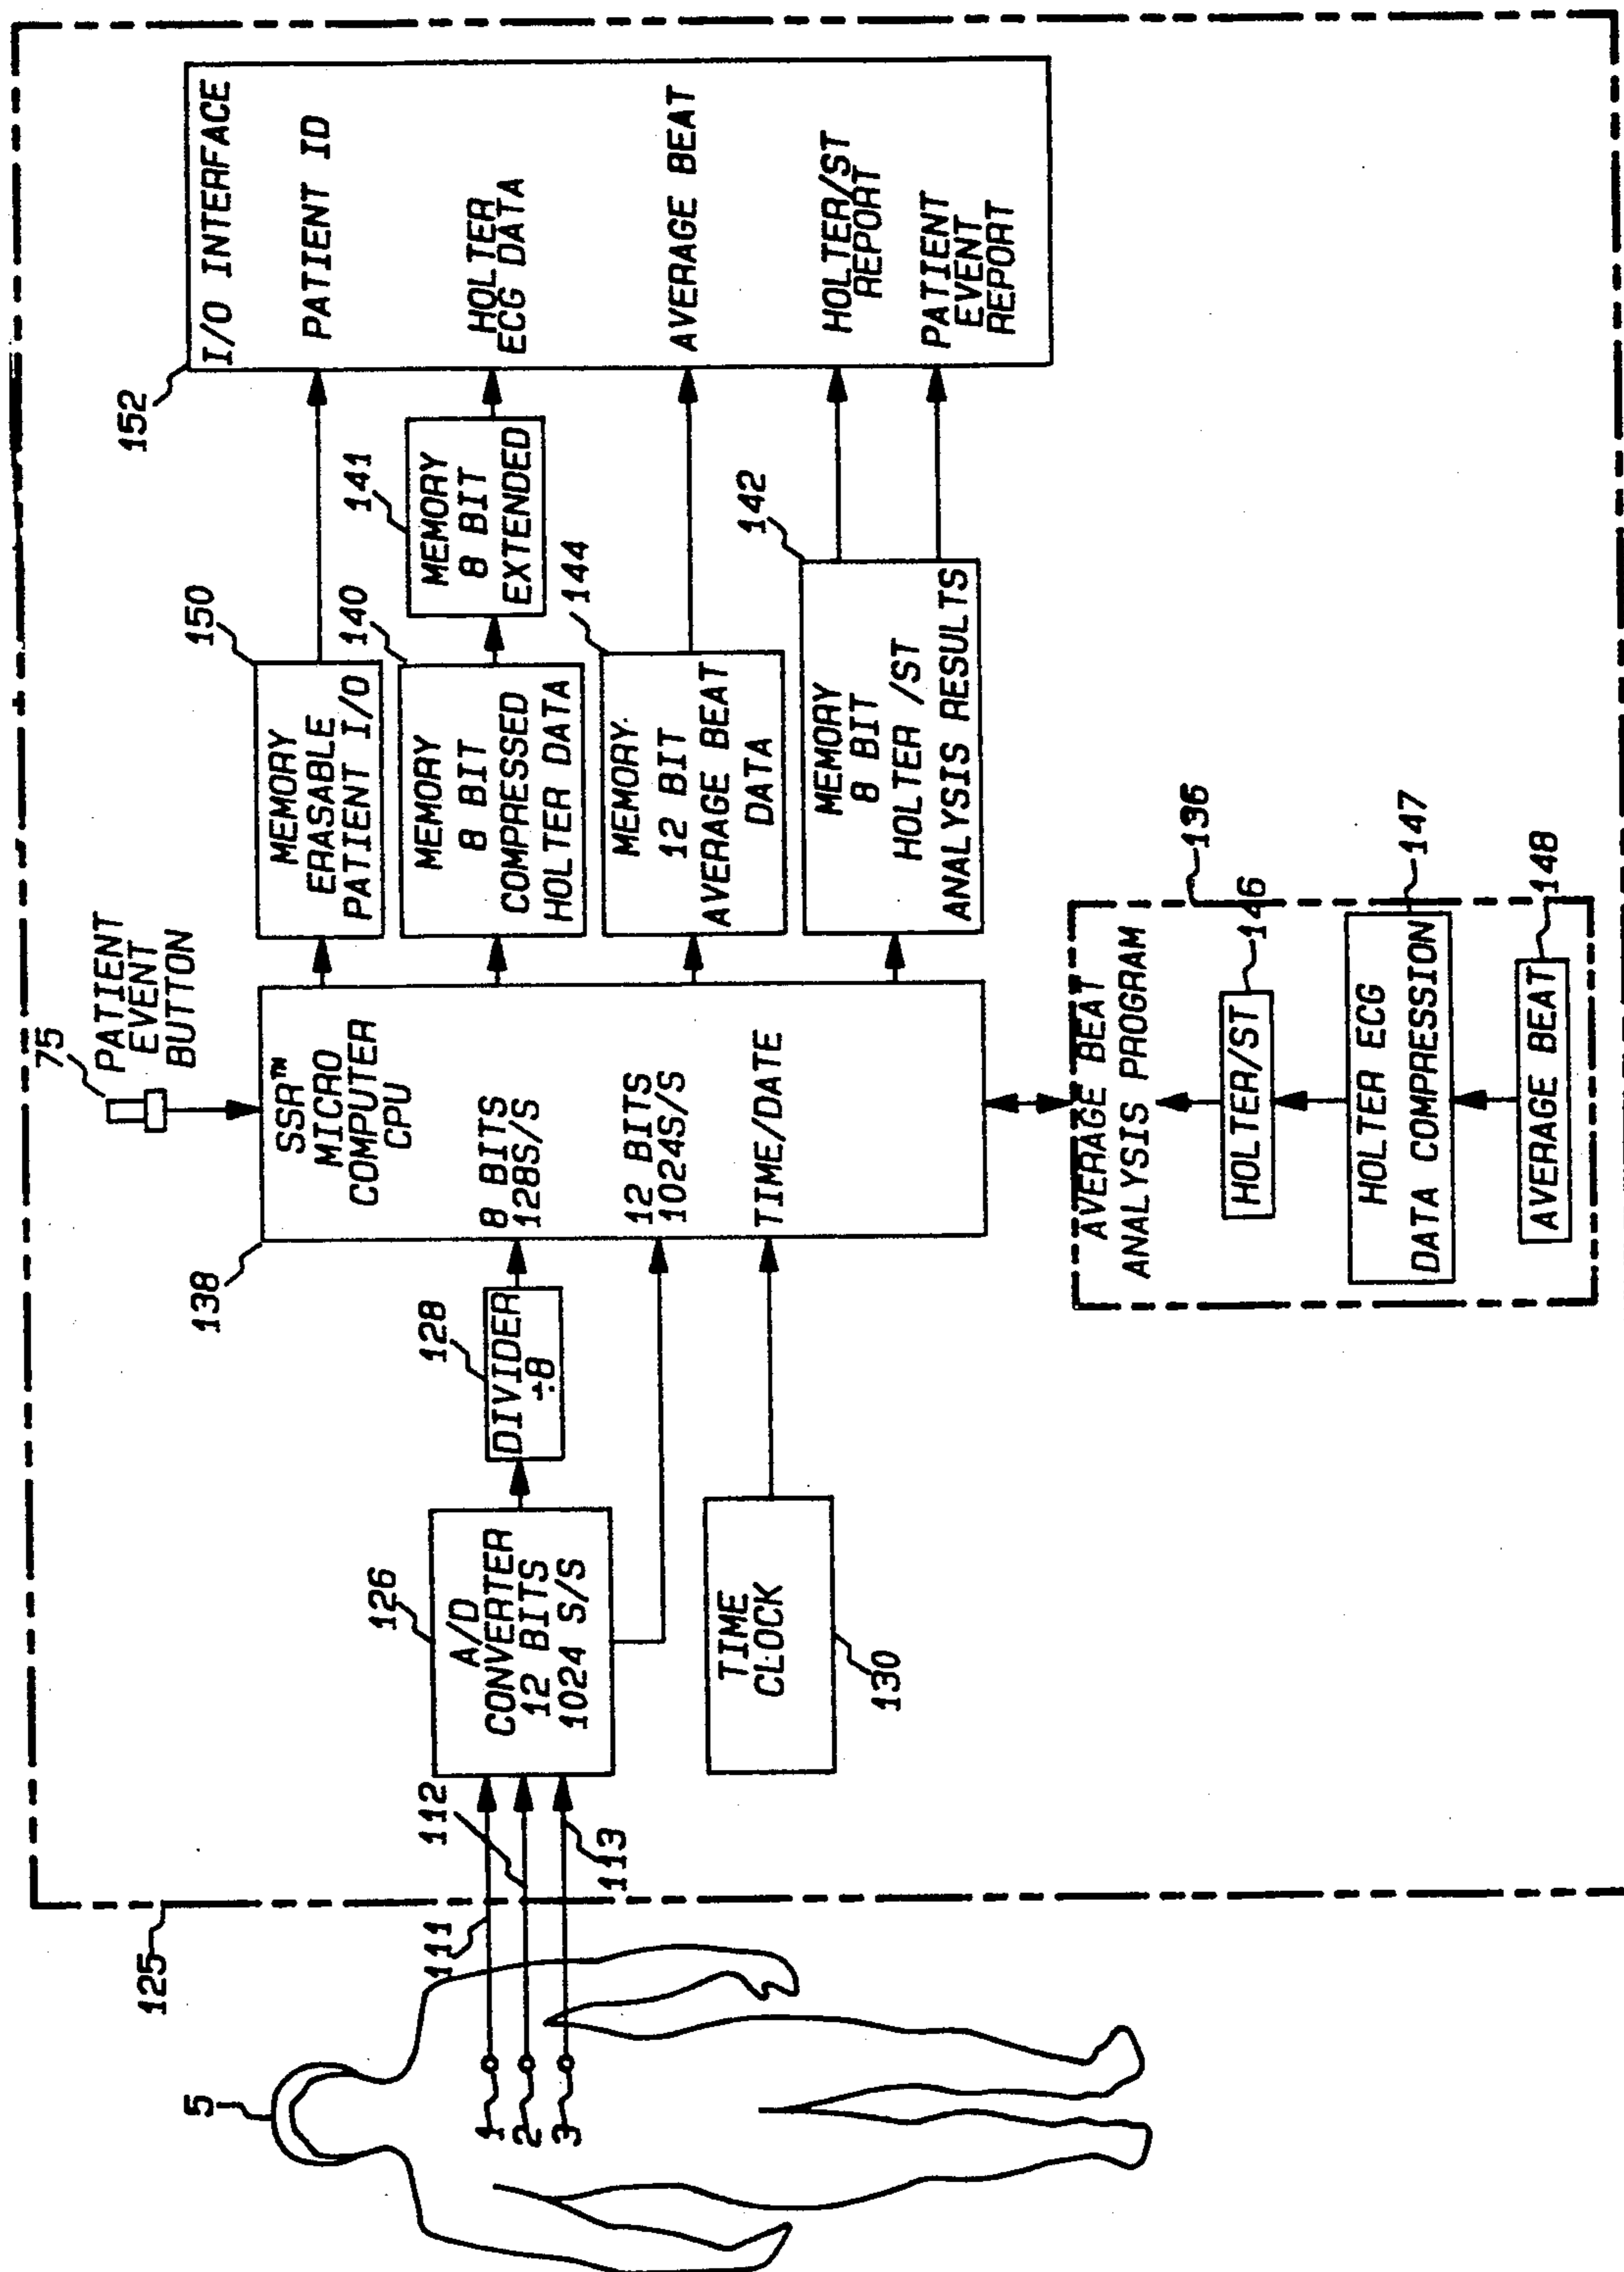 5
1
2
3
125
111
112
113
126
A/D
CONVERTER
12 BITS
1024 S/S
TIME
CLOCK
130
128
DIVIDER
÷8
138
75
PATIENT
EVENT
BUTTON
SSR™
MICRO
COMPUTER
CPU
8 BITS
128S/S
12 BITS
1024S/S
TIME/DATE
AVERAGE BEAT
ANALYSIS PROGRAM
136
HOLTER/ST
146
HOLTER ECG
DATA COMPRESSION
147
AVERAGE BEAT
148
150
MEMORY
ERASABLE
PATIENT I/O
140
MEMORY
8 BIT
COMPRESSED
HOLTER DATA
141
MEMORY
8 BIT
EXTENDED
144
MEMORY
12 BIT
AVERAGE BEAT
DATA
142
MEMORY
8 BIT
HOLTER /ST
ANALYSIS RESULTS
152
I/O INTERFACE
PATIENT ID
HOLTER
ECG DATA
AVERAGE BEAT
HOLTER/ST
REPORT
PATIENT
EVENT
REPORT